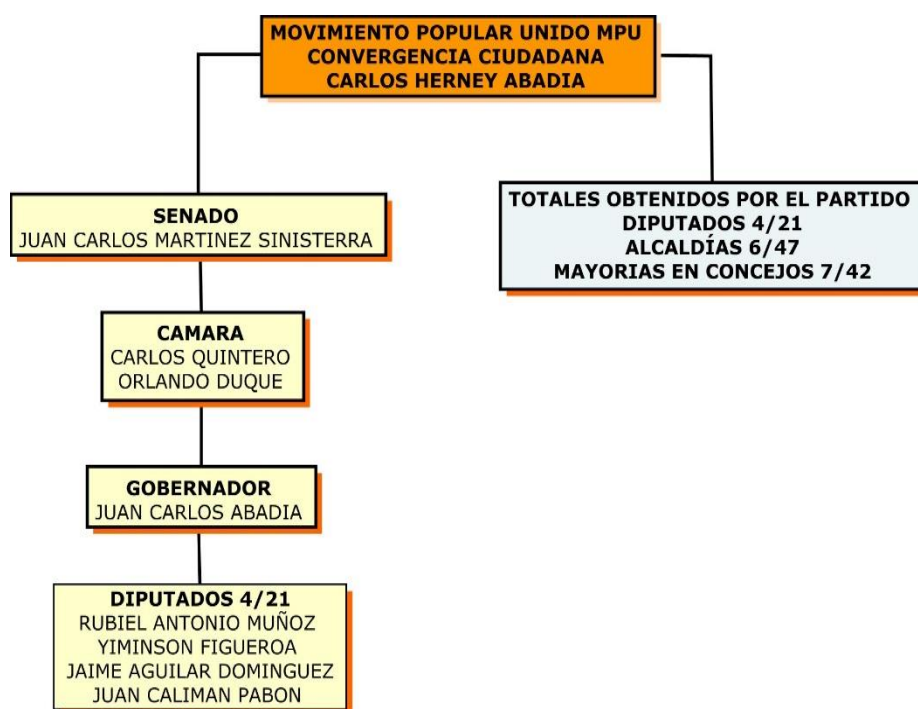 MOVIMIENTO POPULAR UNIDO MPU
CONVERGENCIA CIUDADANA
CARLOS HERNEY ABADIA
SENADO
JUAN CARLOS MARTINEZ SINISTERRA
TOTALES OBTENIDOS POR EL PARTIDO
DIPUTADOS 4/21
ALCALDÍAS 6/47
MAYORIAS EN CONCEJOS 7/42
CAMARA
CARLOS QUINTERO
ORLANDO DUQUE
GOBERNADOR
JUAN CARLOS ABADIA
DIPUTADOS 4/21
RUBIEL ANTONIO MUÑOZ
YIMINSON FIGUEROA
JAIME AGUILAR DOMINGUEZ
JUAN CALIMAN PABON